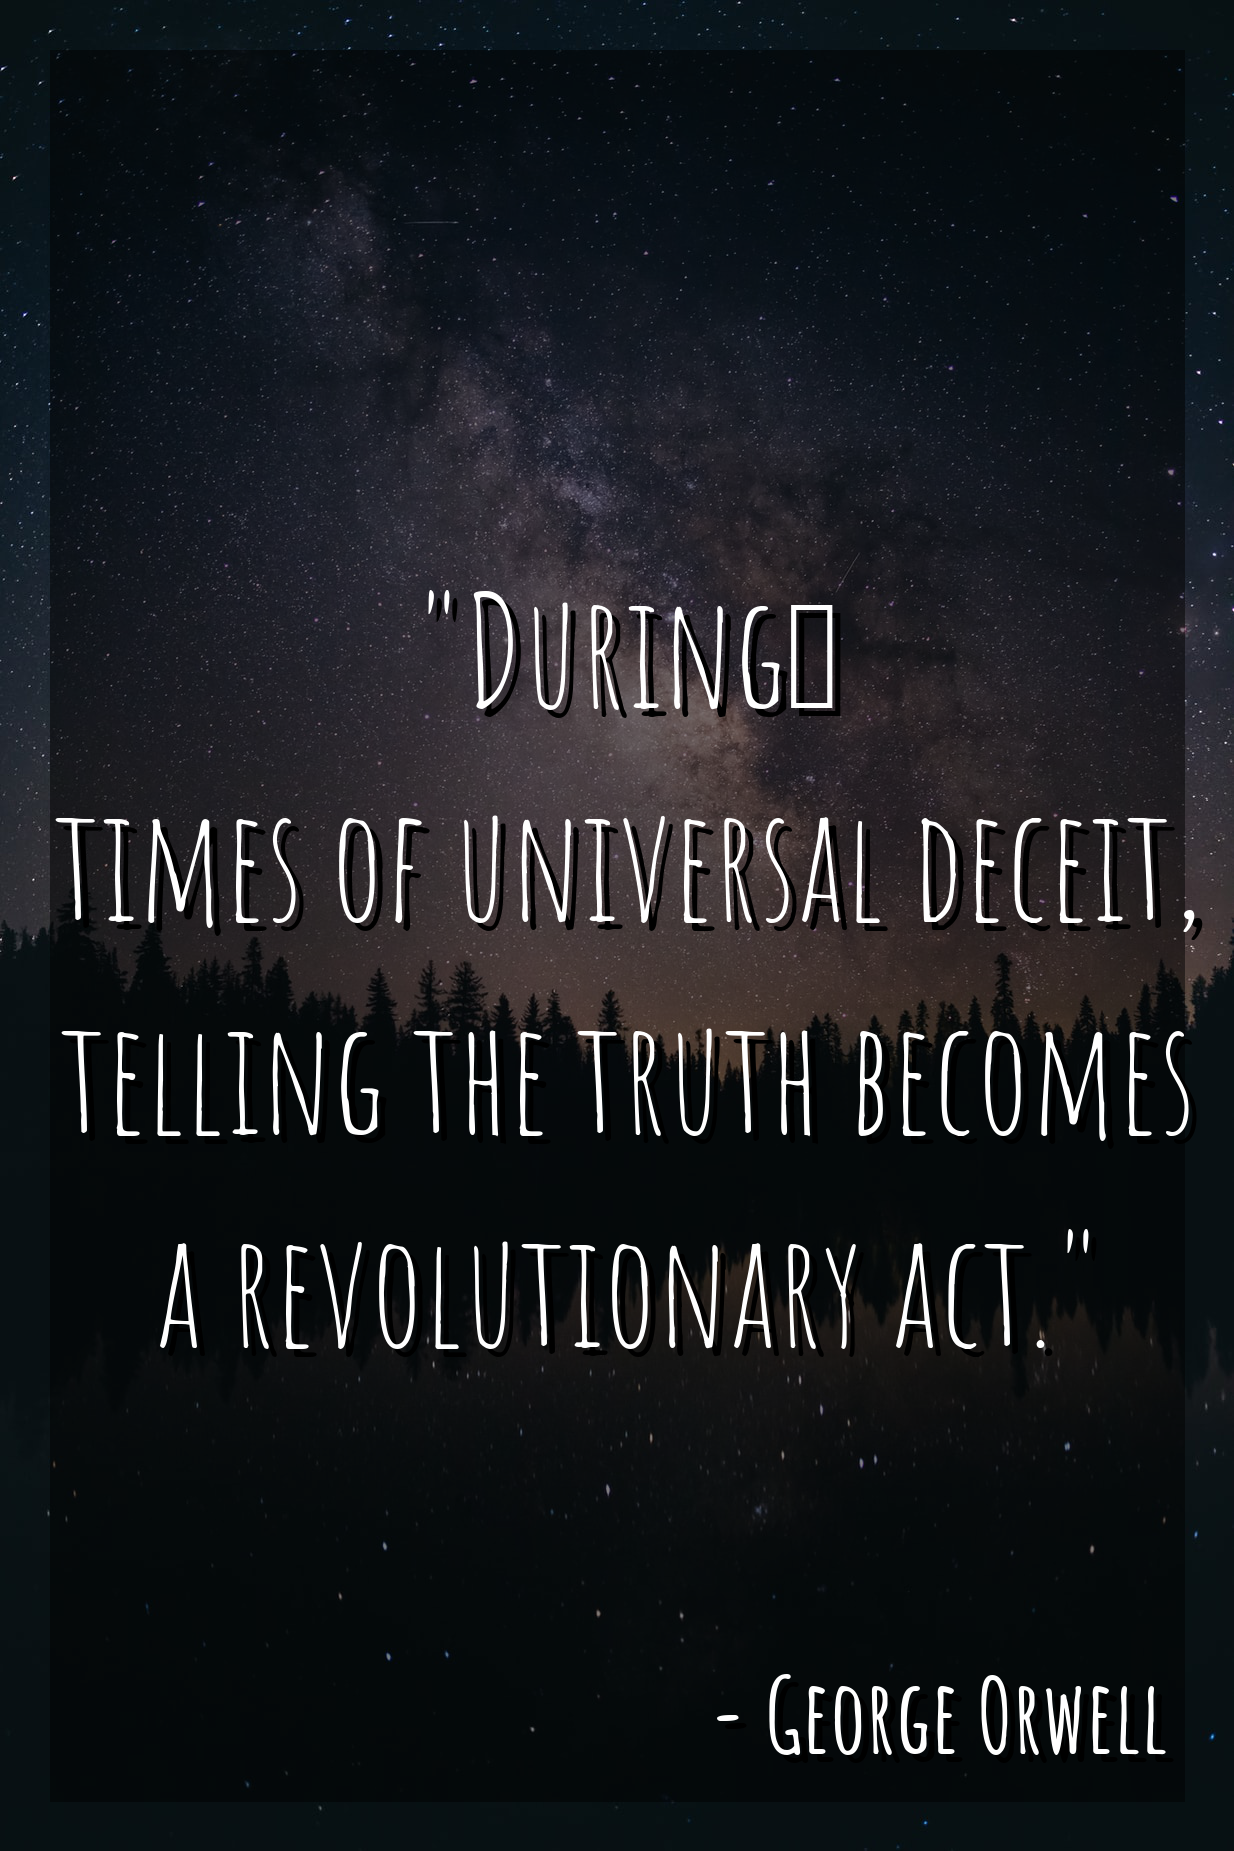 "During▯
times of universal deceit,
telling the truth becomes
a revolutionary act."
- George Orwell